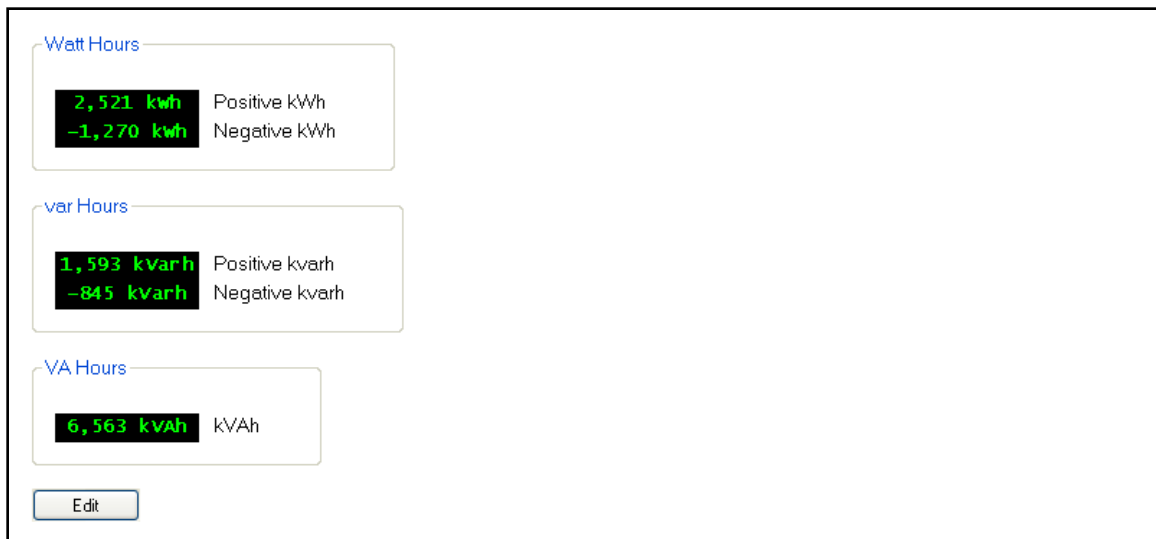 Watt Hours
2,521 kwh Positive kWh
-1,270 kwh Negative kWh
var Hours
1,593 kvarh Positive kvarh
-845 kvarh Negative kvarh
VA Hours
6,563 kVAh kVAh
Edit